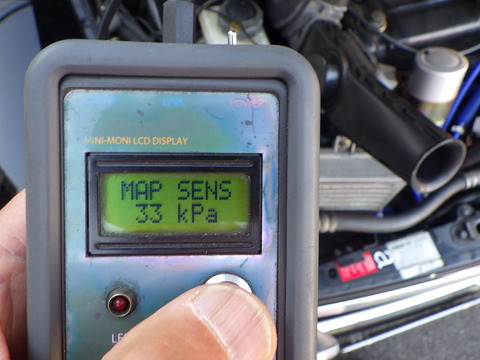 POWER
MINI-MONI LCD DISPLAY
MAP SENS
33 kPa